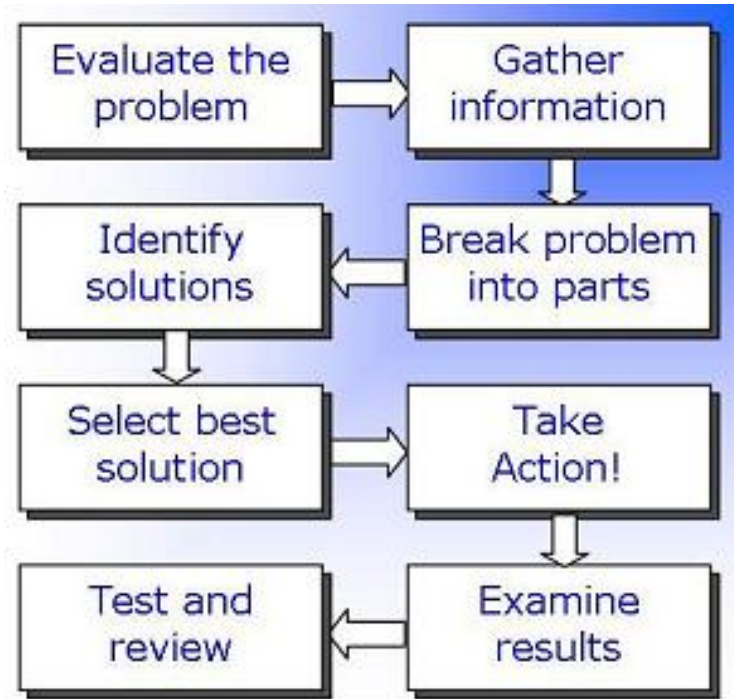 Evaluate the
problem
Gather
information
Break problem
into parts
Identify
solutions
Select best
solution
Take
Action!
Examine
results
Test and
review